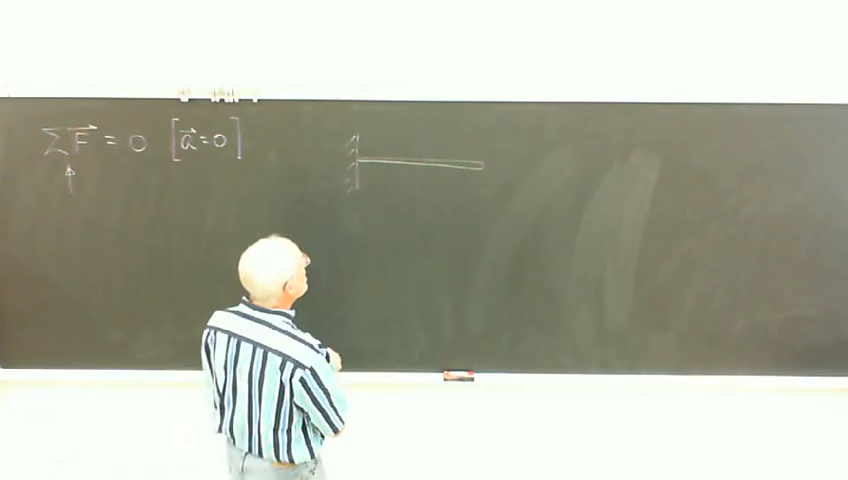 ∑F⃗ = 0 [a⃗=0]